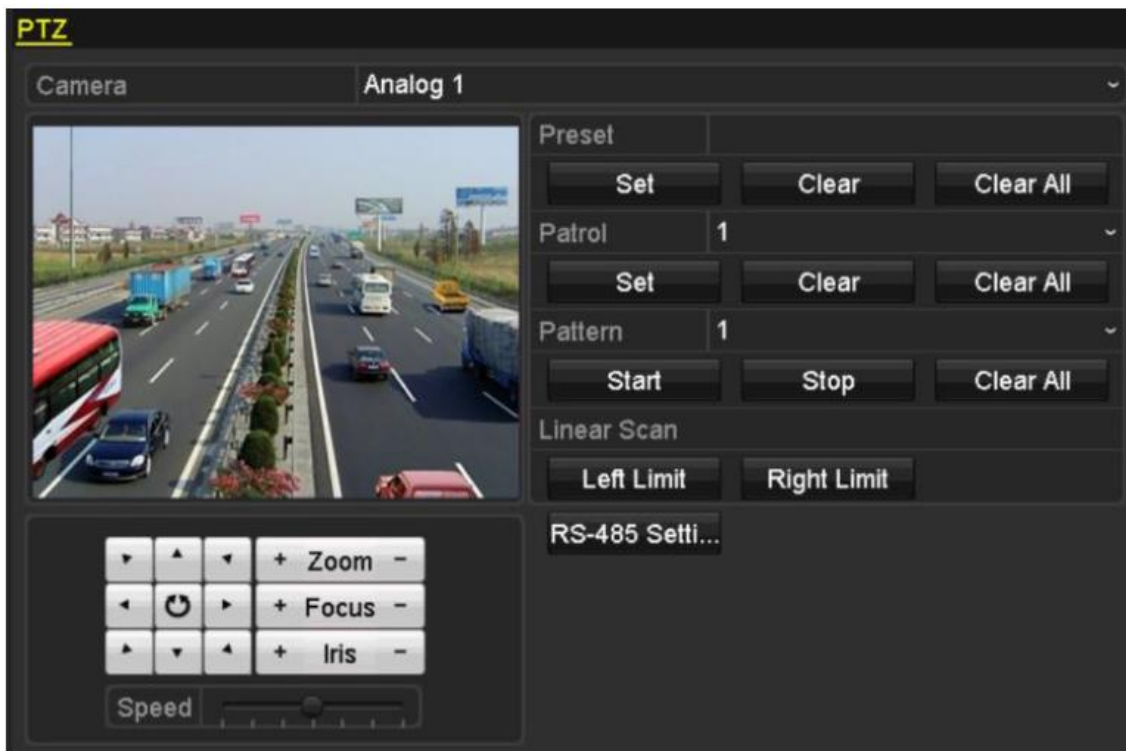 PTZ
Camera Analog 1
Preset
Set Clear Clear All
Patrol 1
Set Clear Clear All
Pattern 1
Start Stop Clear All
Linear Scan
Left Limit Right Limit
RS-485 Setti...
+ Zoom -
+ Focus -
+ Iris -
Speed